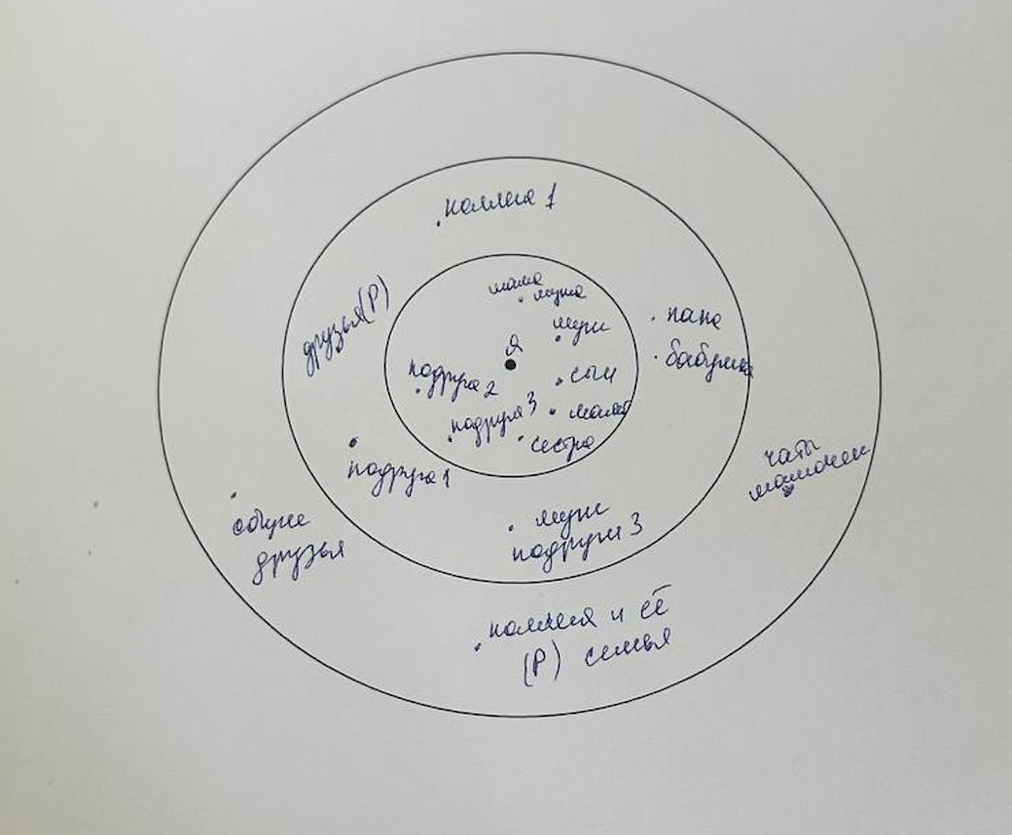 коллега 1
друзья(Р)
мама
мужа
муж
Я
папа
бабушка
подруга 2
сын
мама
подруга 3
сестра
подруга 1
чаты
мамочек
общие
друзья
муж
подруги 3
коллега и её
(Р) семья